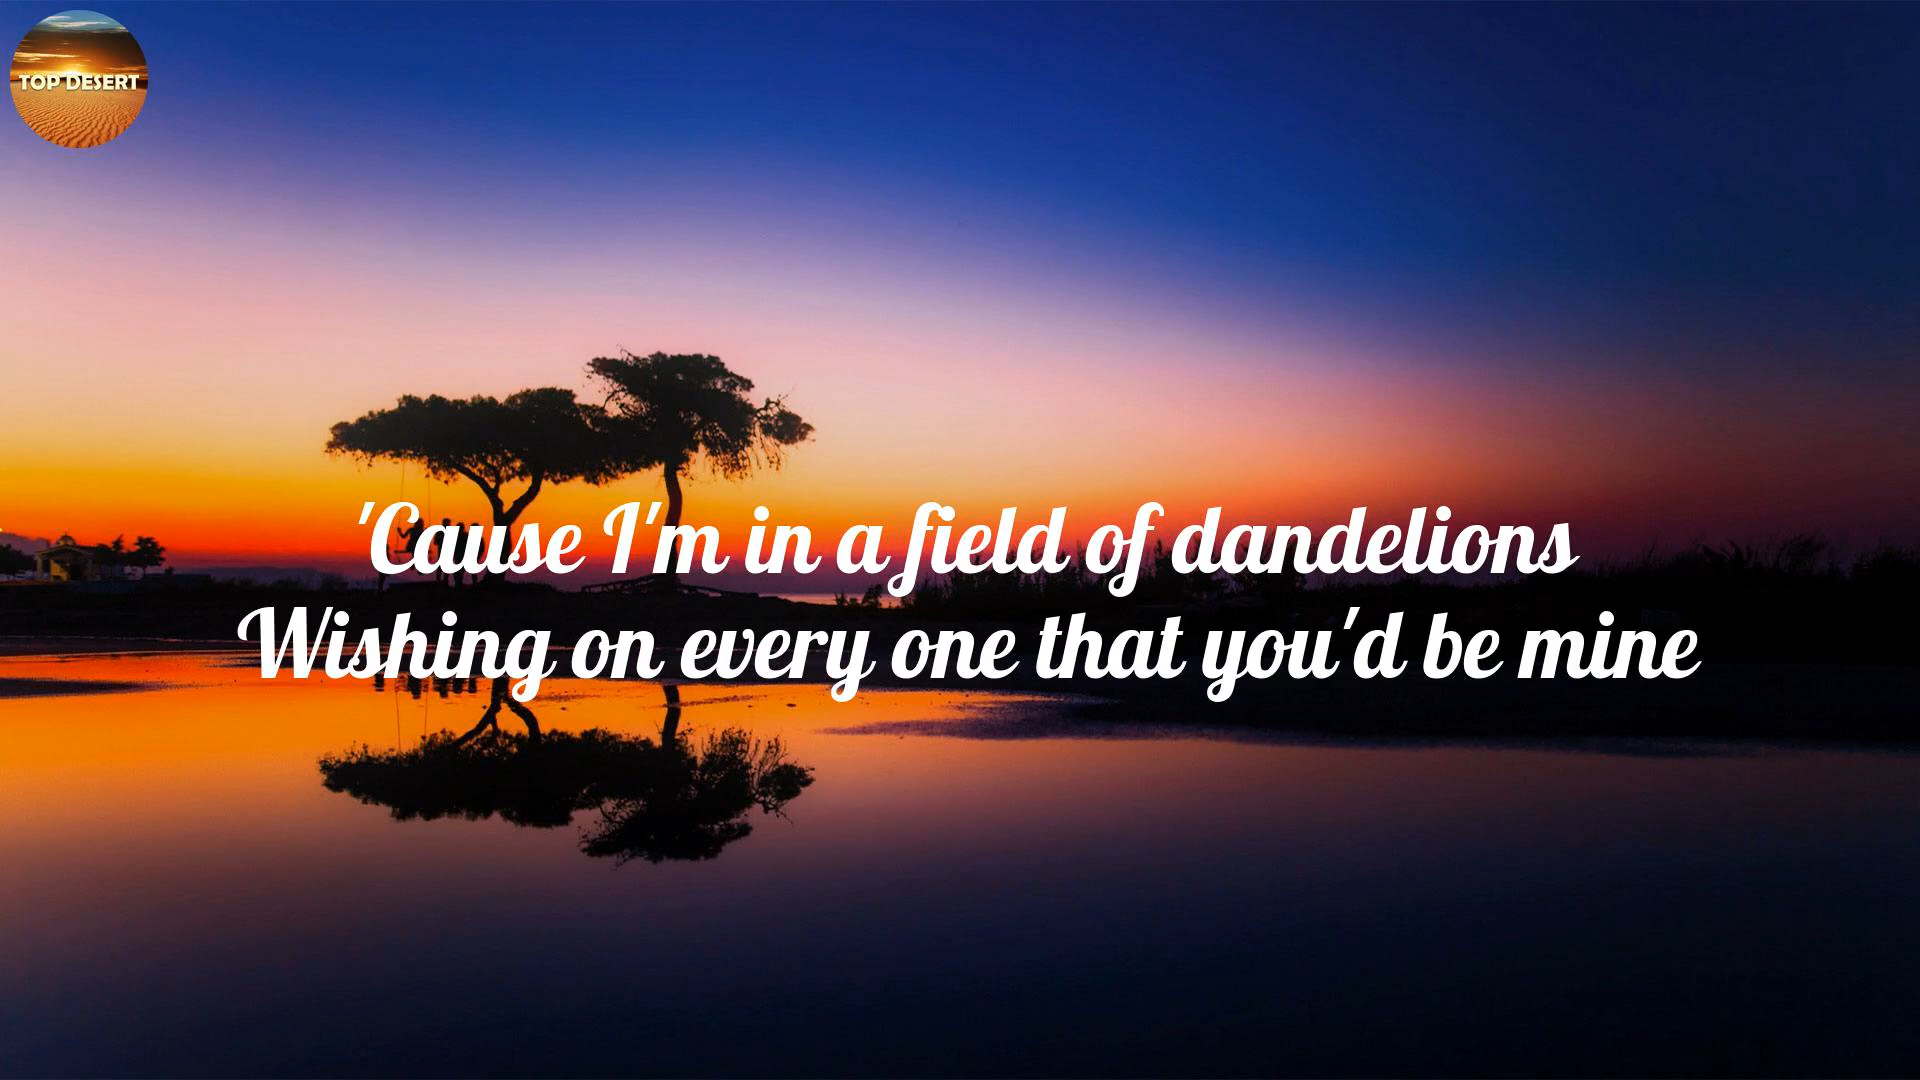 TOP DESERT
'Cause I'm in a field of dandelions
Wishing on every one that you'd be mine